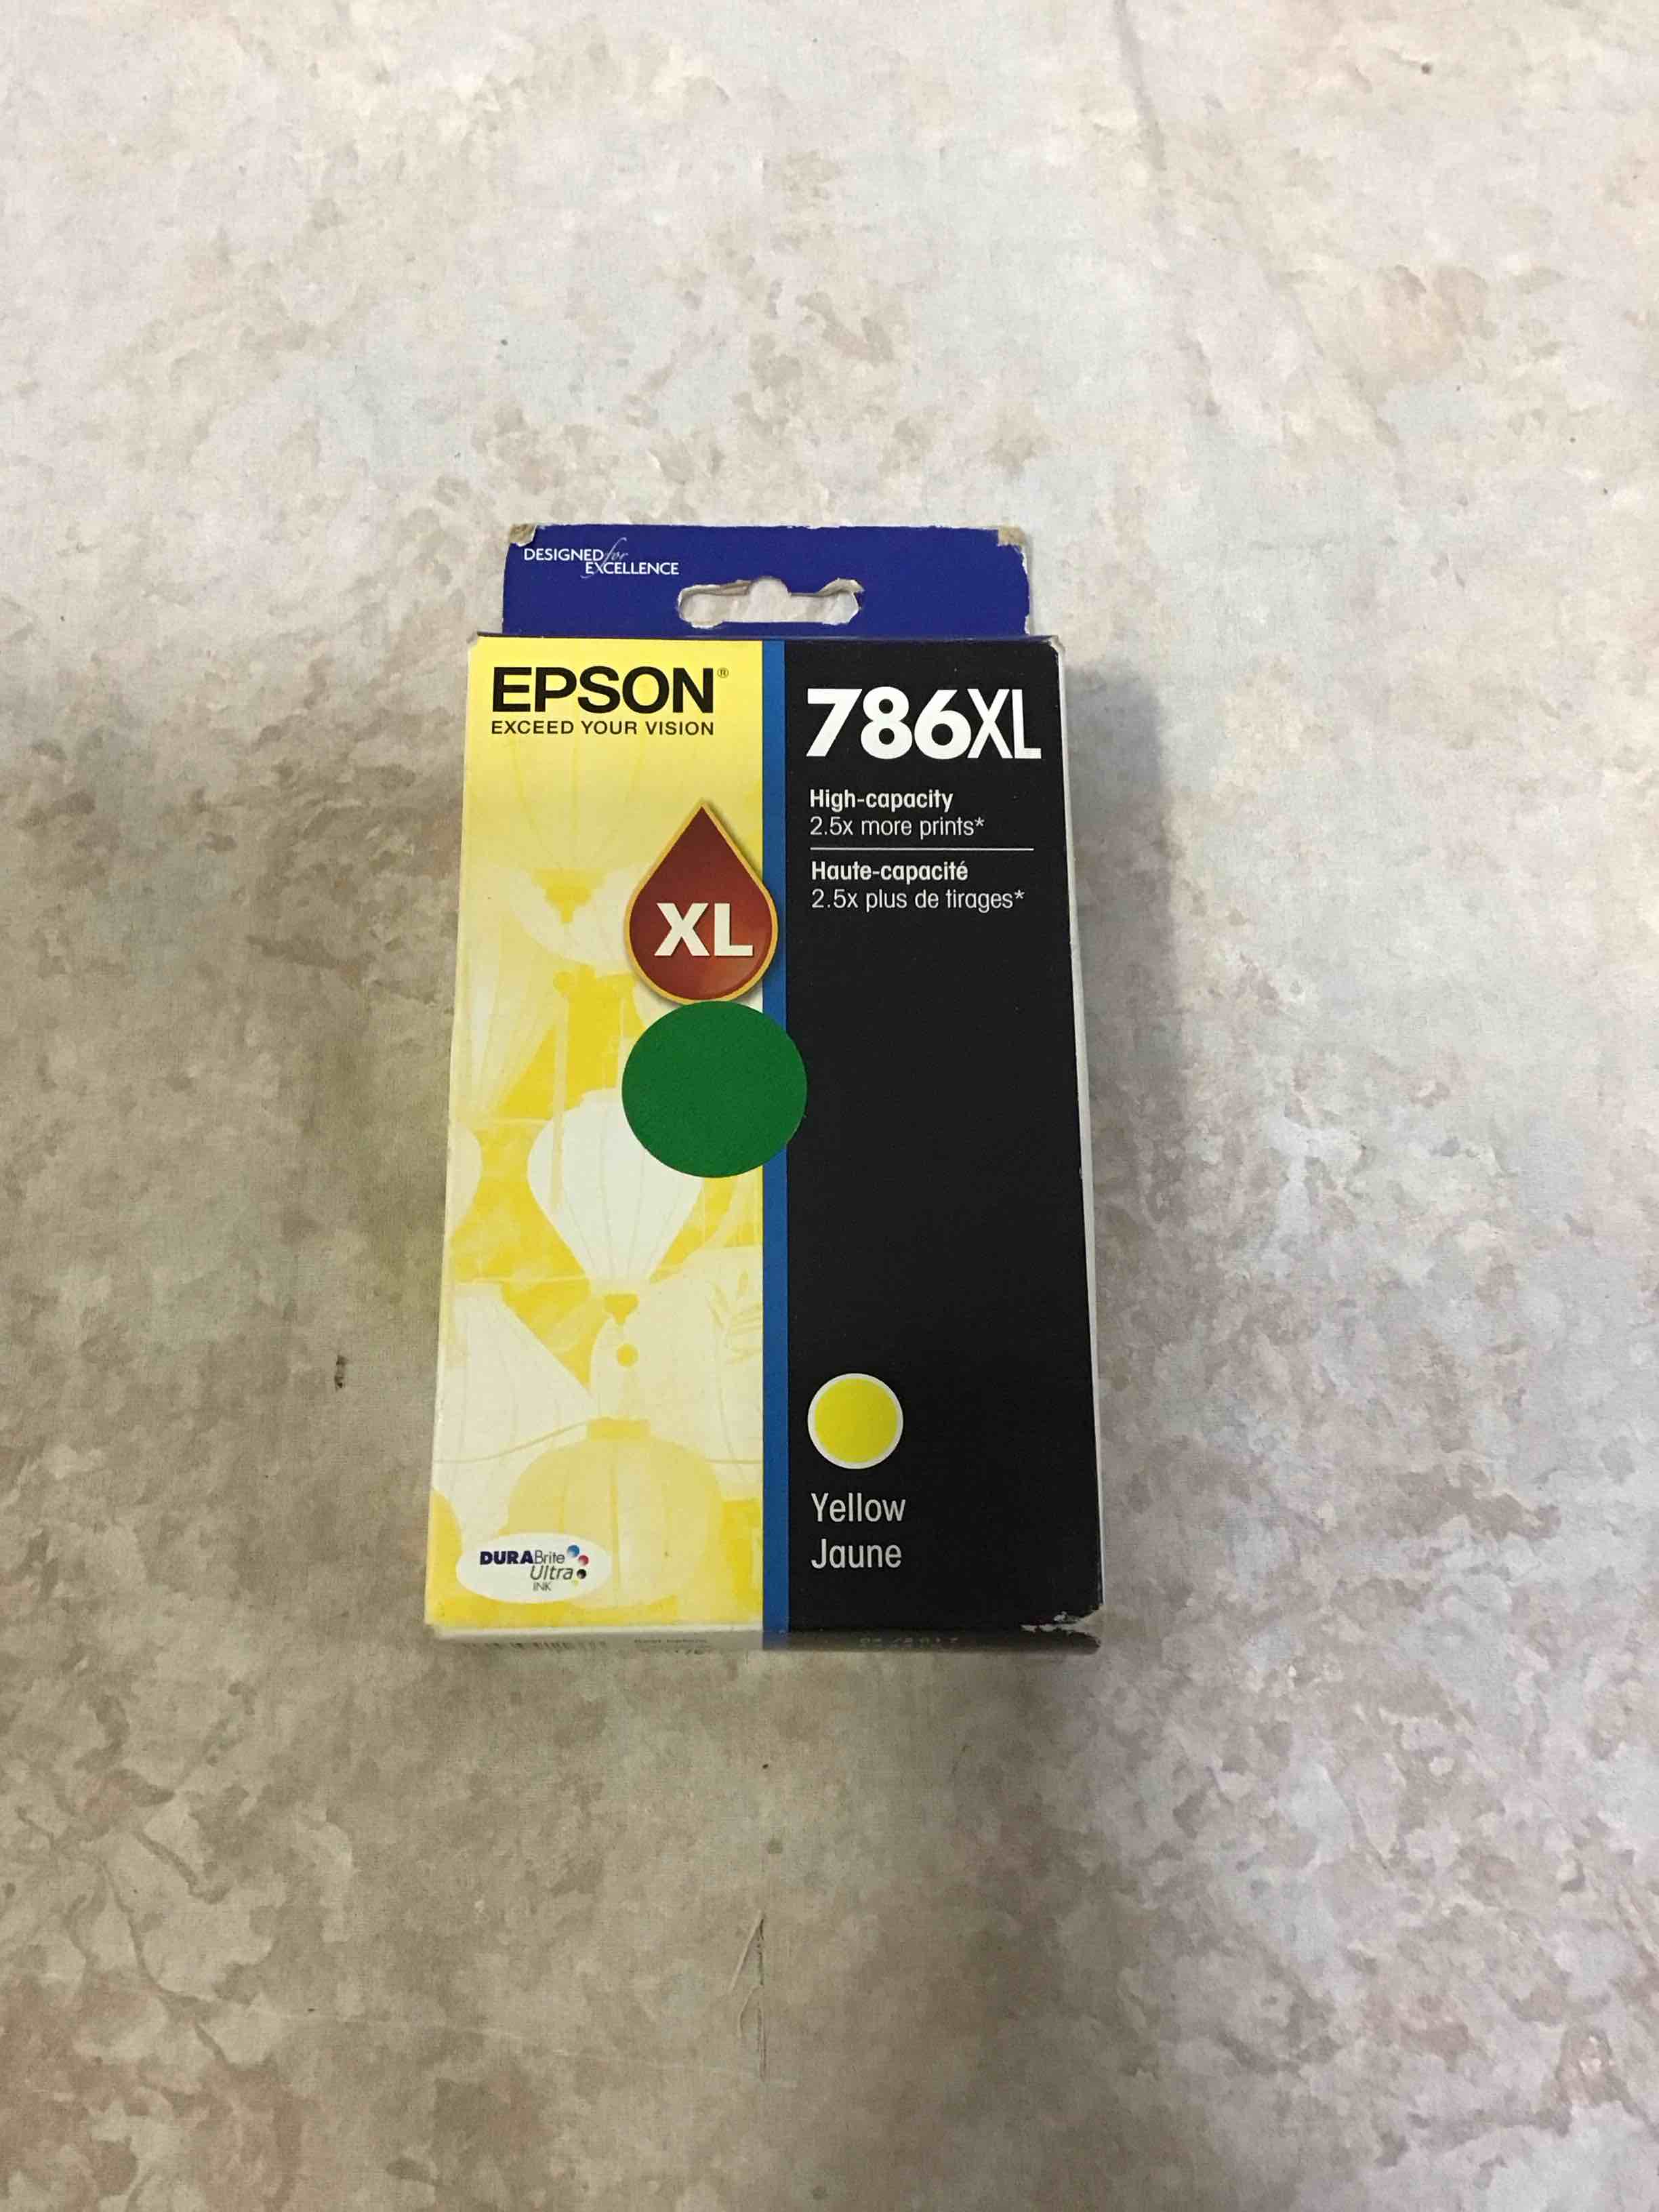 DESIGNED for
EXCELLENCE
EPSON®
EXCEED YOUR VISION
786XL
High-capacity
2.5x more prints*
Haute-capacité
2.5x plus de tirages*
XL
Yellow
Jaune
DURABrite
Ultra
INK